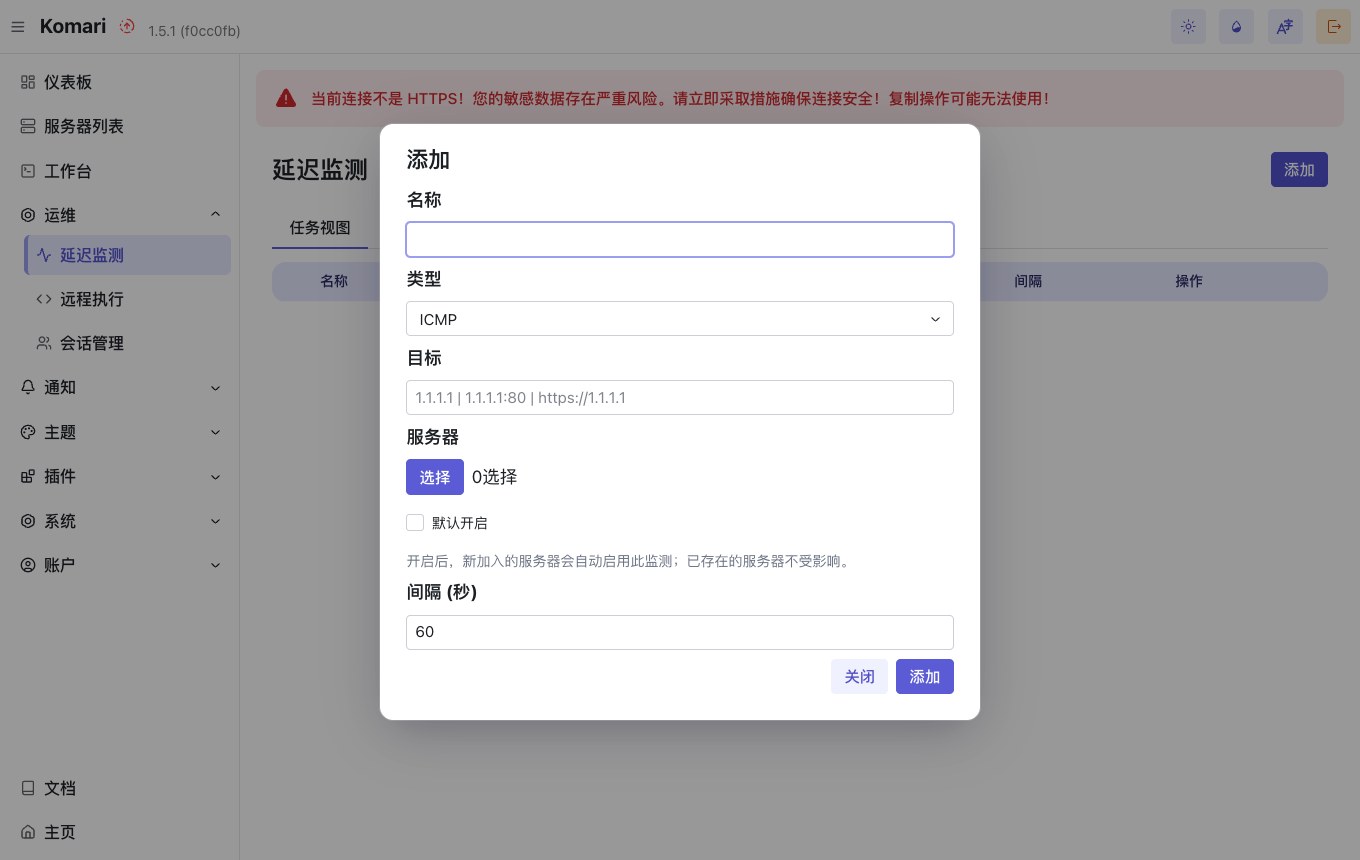 Komari 1.5.1 (f0cc0fb)
仪表板
服务器列表
工作台
运维
延迟监测
远程执行
会话管理
通知
主题
插件
系统
账户
文档
主页
当前连接不是 HTTPS！您的敏感数据存在严重风险。请立即采取措施确保连接安全！复制操作可能无法使用！
延迟监测
添加
任务视图
名称
间隔
操作
添加
名称
类型
ICMP
目标
1.1.1.1 | 1.1.1.1:80 | https://1.1.1.1
服务器
选择 0选择
默认开启
开启后，新加入的服务器会自动启用此监测；已存在的服务器不受影响。
间隔 (秒)
60
关闭 添加